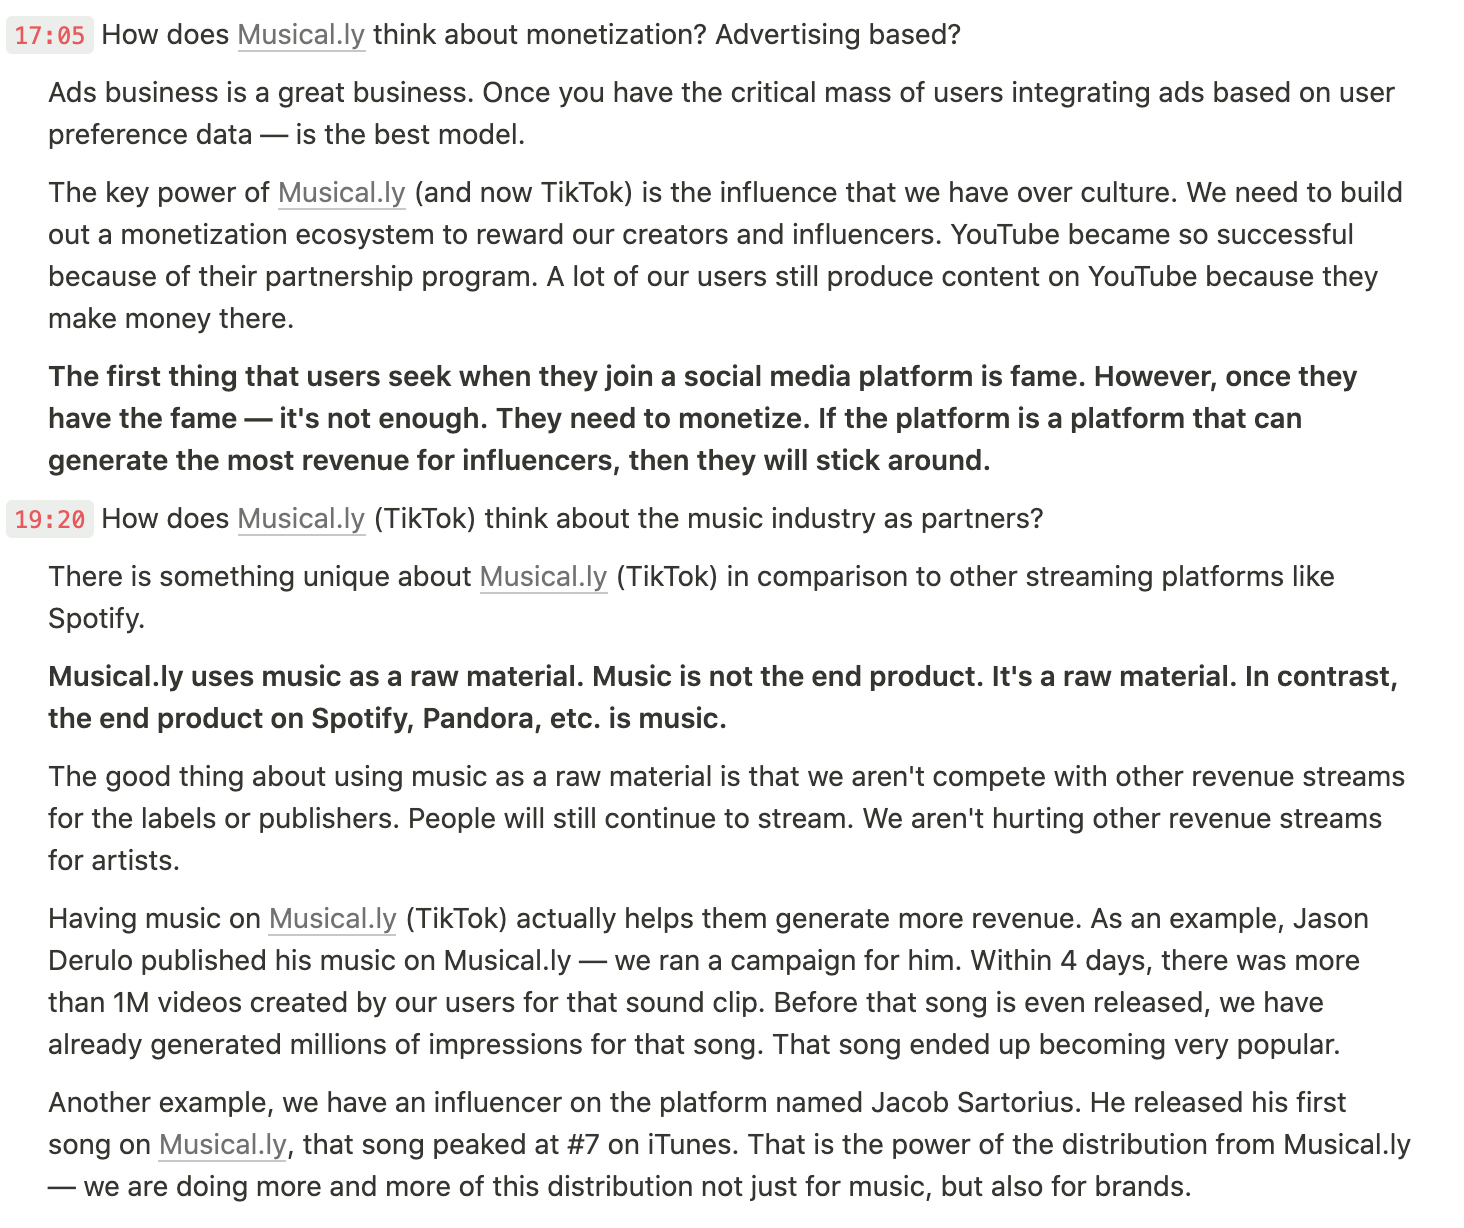 17:05 How does Musical.ly think about monetization? Advertising based?
Ads business is a great business. Once you have the critical mass of users integrating ads based on user
preference data — is the best model.
The key power of Musical.ly (and now TikTok) is the influence that we have over culture. We need to build
out a monetization ecosystem to reward our creators and influencers. YouTube became so successful
because of their partnership program. A lot of our users still produce content on YouTube because they
make money there.
The first thing that users seek when they join a social media platform is fame. However, once they
have the fame — it's not enough. They need to monetize. If the platform is a platform that can
generate the most revenue for influencers, then they will stick around.
19:20 How does Musical.ly (TikTok) think about the music industry as partners?
There is something unique about Musical.ly (TikTok) in comparison to other streaming platforms like
Spotify.
Musical.ly uses music as a raw material. Music is not the end product. It's a raw material. In contrast,
the end product on Spotify, Pandora, etc. is music.
The good thing about using music as a raw material is that we aren't compete with other revenue streams
for the labels or publishers. People will still continue to stream. We aren't hurting other revenue streams
for artists.
Having music on Musical.ly (TikTok) actually helps them generate more revenue. As an example, Jason
Derulo published his music on Musical.ly — we ran a campaign for him. Within 4 days, there was more
than 1M videos created by our users for that sound clip. Before that song is even released, we have
already generated millions of impressions for that song. That song ended up becoming very popular.
Another example, we have an influencer on the platform named Jacob Sartorius. He released his first
song on Musical.ly, that song peaked at #7 on iTunes. That is the power of the distribution from Musical.ly
— we are doing more and more of this distribution not just for music, but also for brands.